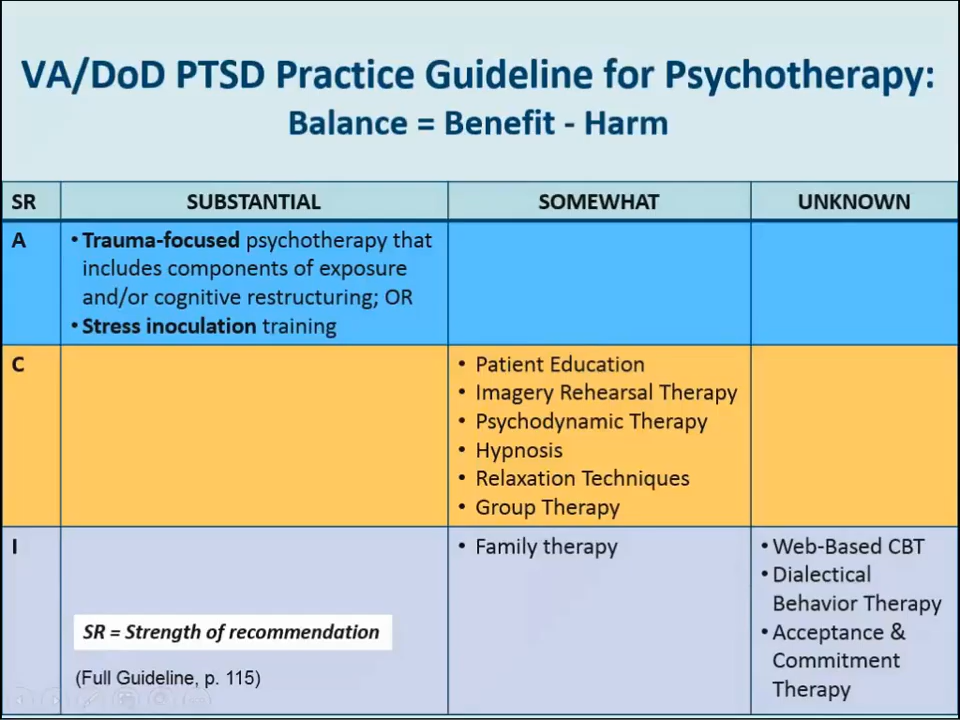 VA/DoD PTSD Practice Guideline for Psychotherapy:
Balance = Benefit - Harm
SR
SUBSTANTIAL
SOMEWHAT
UNKNOWN
A
• Trauma-focused psychotherapy that
includes components of exposure
and/or cognitive restructuring; OR
• Stress inoculation training
C
• Patient Education
• Imagery Rehearsal Therapy
• Psychodynamic Therapy
• Hypnosis
• Relaxation Techniques
• Group Therapy
I
• Family therapy
• Web-Based CBT
• Dialectical
Behavior Therapy
• Acceptance &
Commitment
Therapy
SR = Strength of recommendation
(Full Guideline, p. 115)